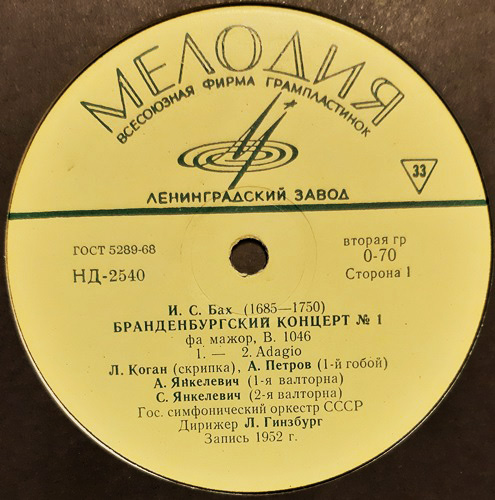 МЕЛОДИЯ
ВСЕСОЮЗНАЯ ФИРМА ГРАМПЛАСТИНОК
33
ЛЕНИНГРАДСКИЙ ЗАВОД
ГОСТ 5289-68
НД-2540
вторая гр
0-70
Сторона 1
И. С. Бах (1685—1750)
БРАНДЕНБУРГСКИЙ КОНЦЕРТ № 1
фа мажор, В. 1046
1. — 2. Adagio
Л. Коган (скрипка), А. Петров (1-й гобой)
А. Янкелевич (1-я валторна)
С. Янкелевич (2-я валторна)
Гос. симфонический оркестр СССР
Дирижер Л. Гинзбург
Запись 1952 г.